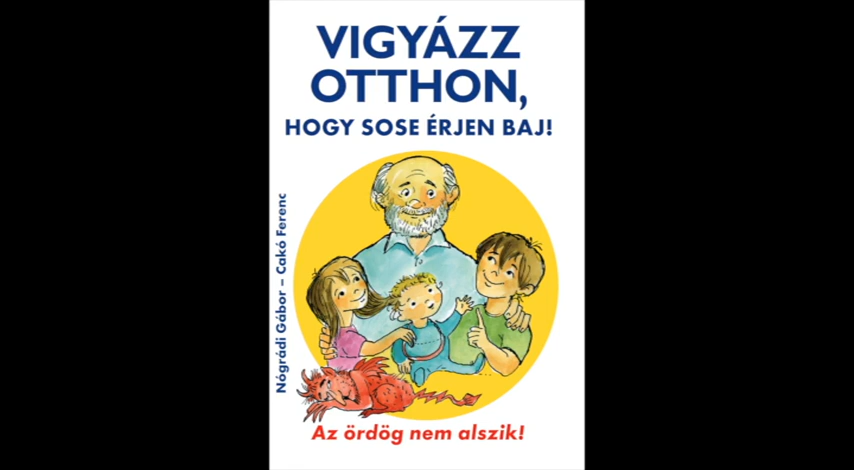 VIGYÁZZ
OTTHON,
HOGY SOSE ÉRJEN BAJ!
Nógrádi Gábor – Cakó Ferenc
Az ördög nem alszik!